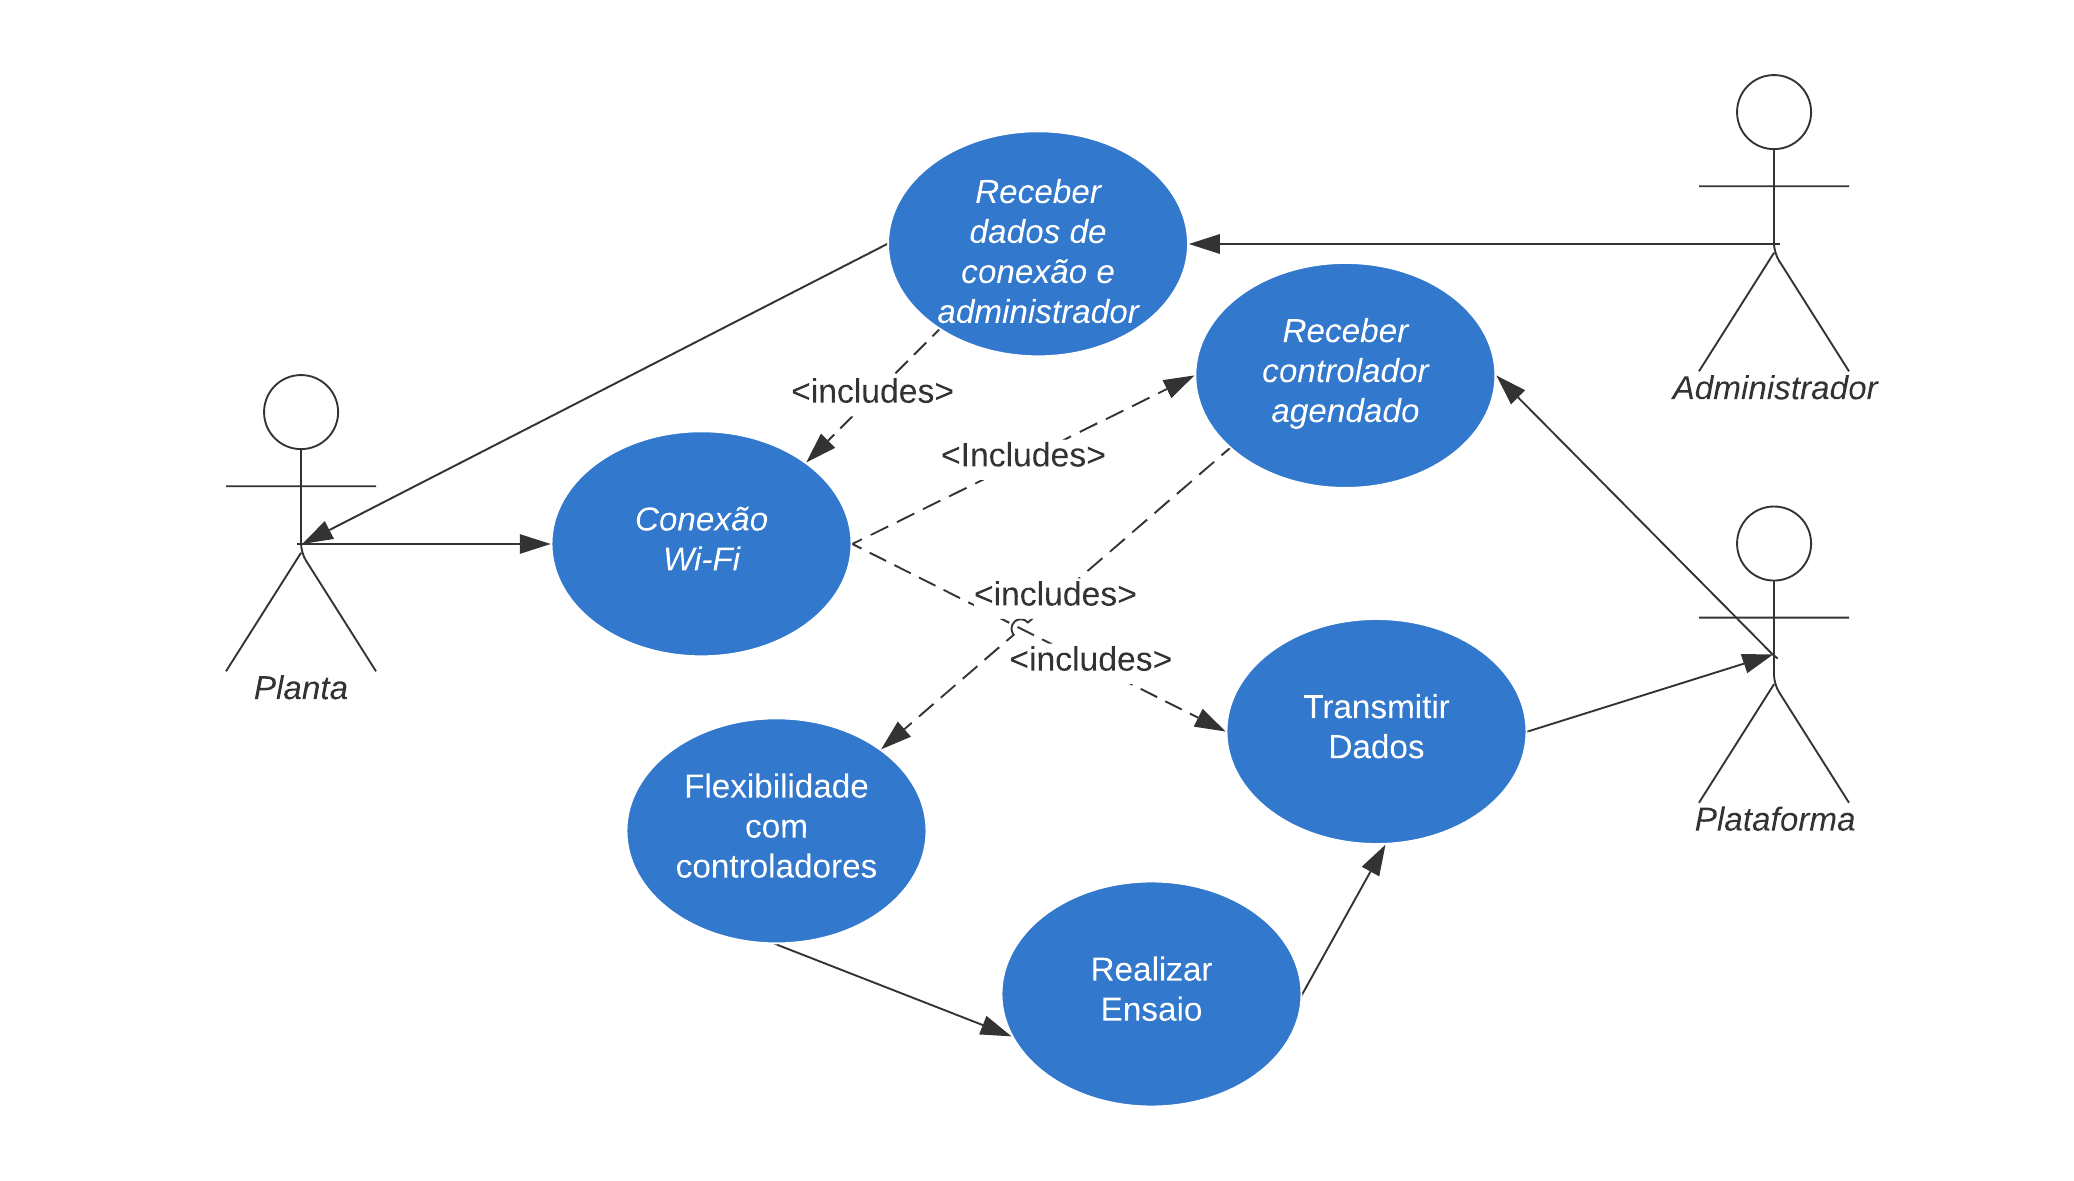 Receber
dados de
conexão e
administrador
Receber
controlador
agendado
Administrador
<includes>
<Includes>
Conexão
Wi-Fi
<includes>
<includes>
Planta
Transmitir
Dados
Flexibilidade
com
controladores
Plataforma
Realizar
Ensaio